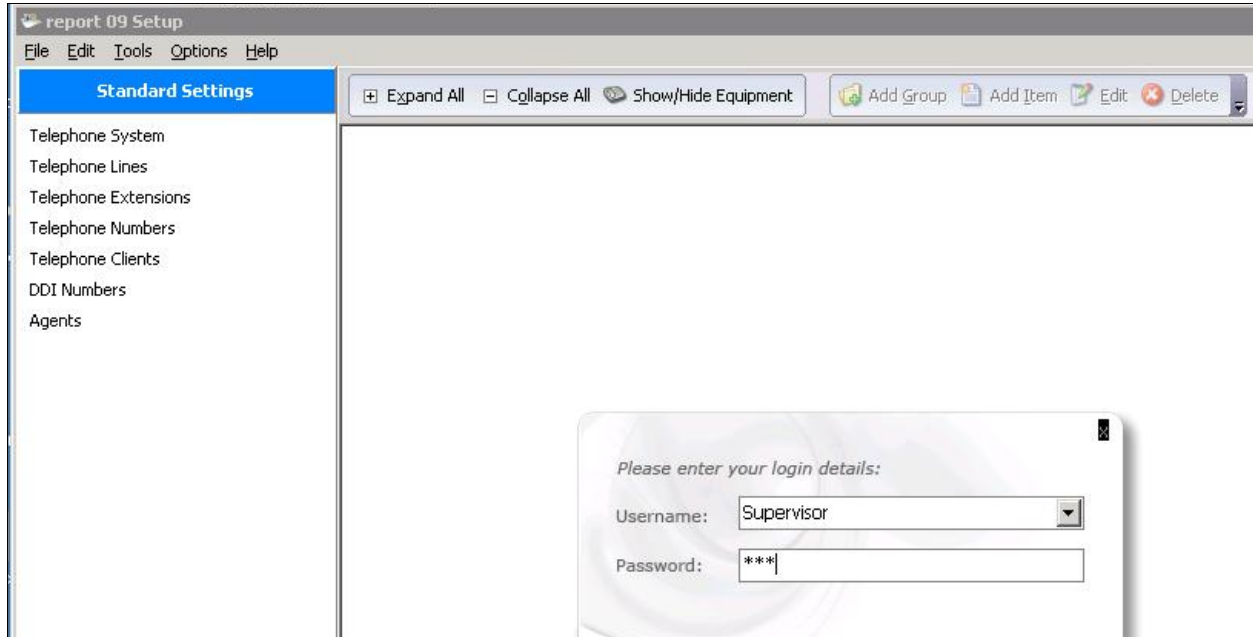 report 09 Setup
File Edit Tools Options Help
Standard Settings
Expand All Collapse All Show/Hide Equipment Add Group Add Item Edit Delete
Telephone System
Telephone Lines
Telephone Extensions
Telephone Numbers
Telephone Clients
DDI Numbers
Agents
x
Please enter your login details:
Username: Supervisor
Password: ***